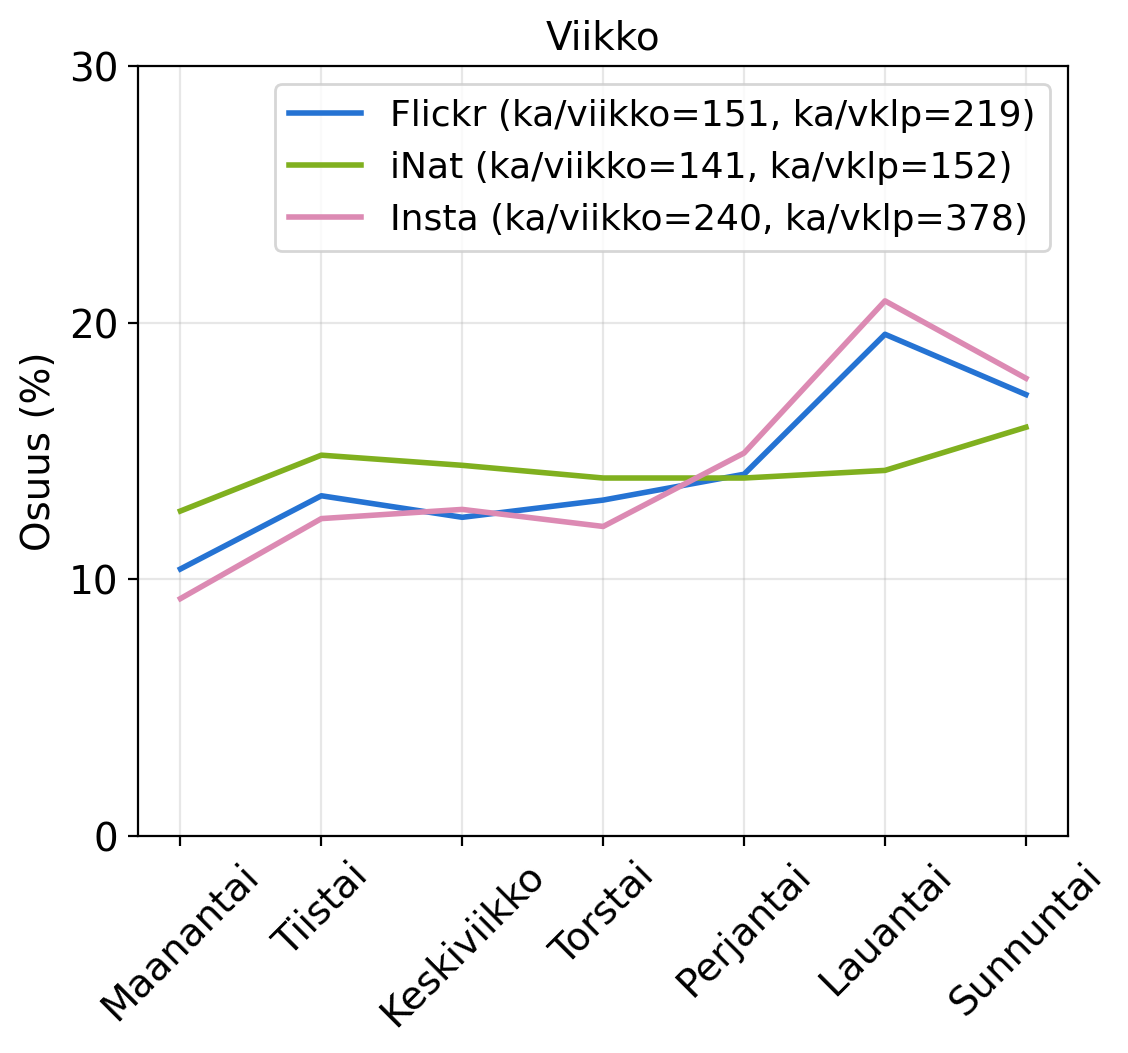 Viikko
30
20
10
0
Osuus (%)
Flickr (ka/viikko=151, ka/vklp=219)
iNat (ka/viikko=141, ka/vklp=152)
Insta (ka/viikko=240, ka/vklp=378)
Maanantai
Tiistai
Keskiviikko
Torstai
Perjantai
Lauantai
Sunnuntai